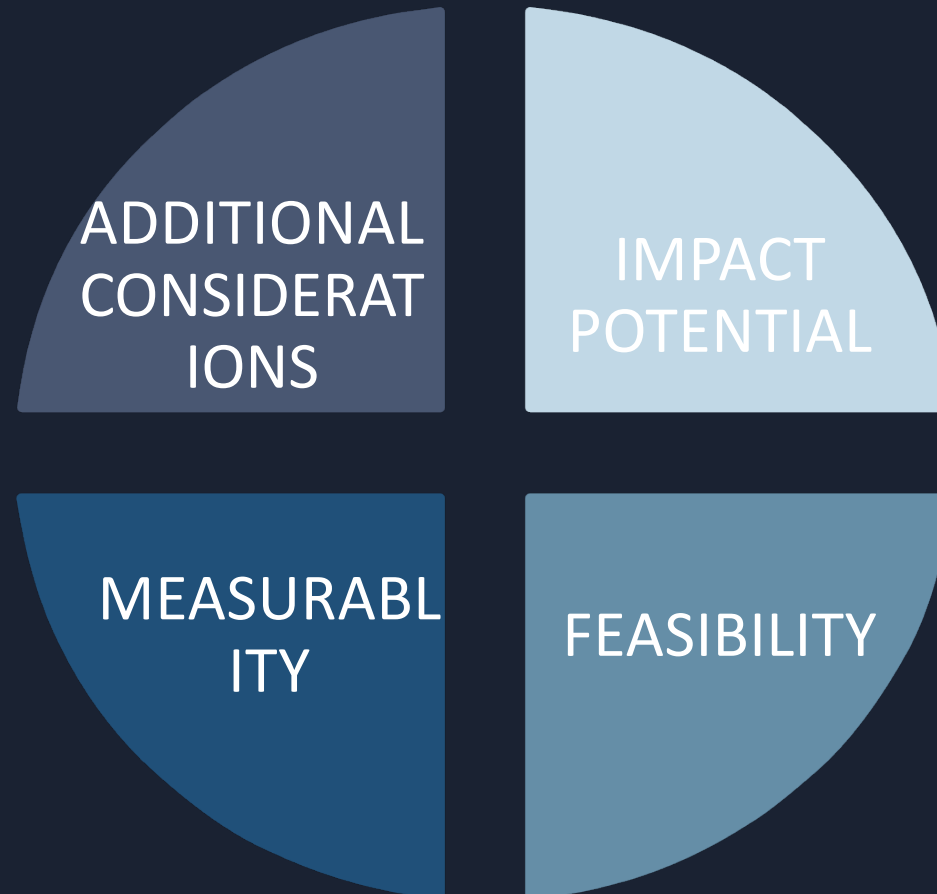 ADDITIONAL
CONSIDERAT
IONS
IMPACT
POTENTIAL
MEASURABL
ITY
FEASIBILITY